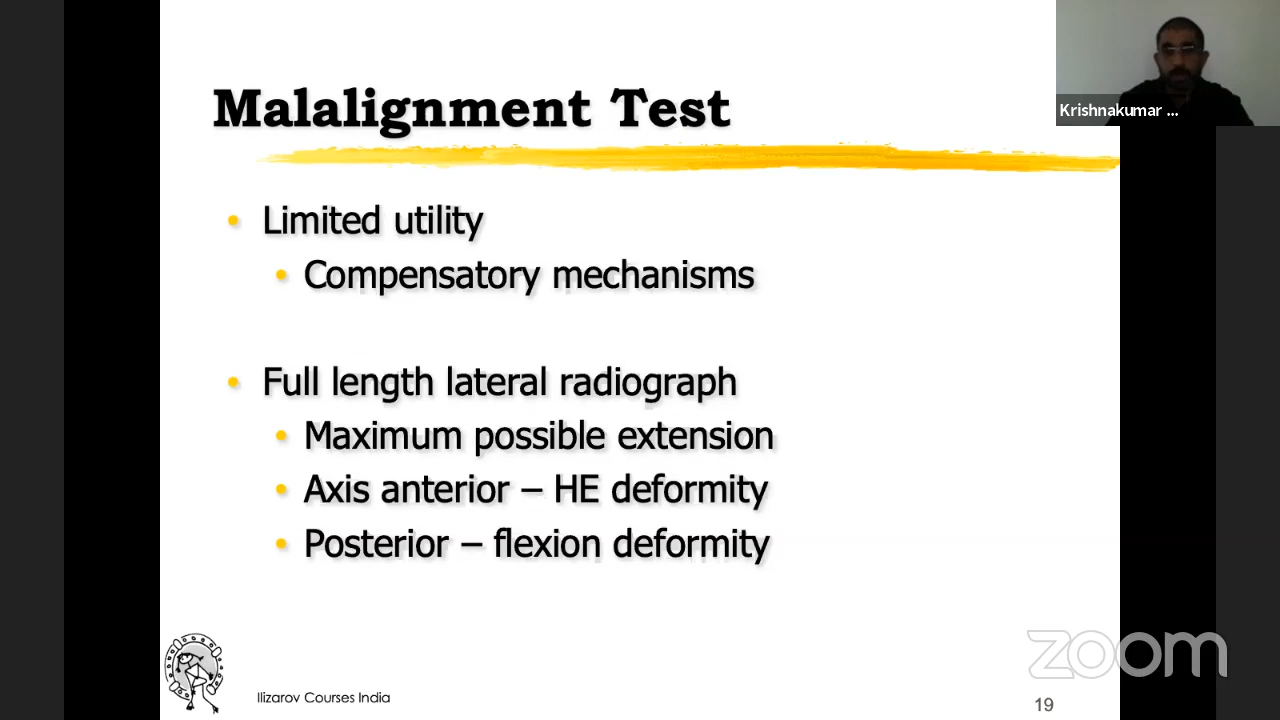 Malalignment Test
Krishnakumar ...
Limited utility
Compensatory mechanisms
Full length lateral radiograph
Maximum possible extension
Axis anterior – HE deformity
Posterior – flexion deformity
Ilizarov Courses India
zoom
19